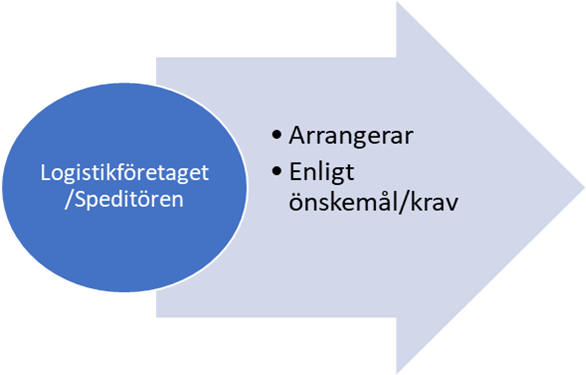 Logistikföretaget
/Speditören
• Arrangerar
• Enligt
önskemål/krav